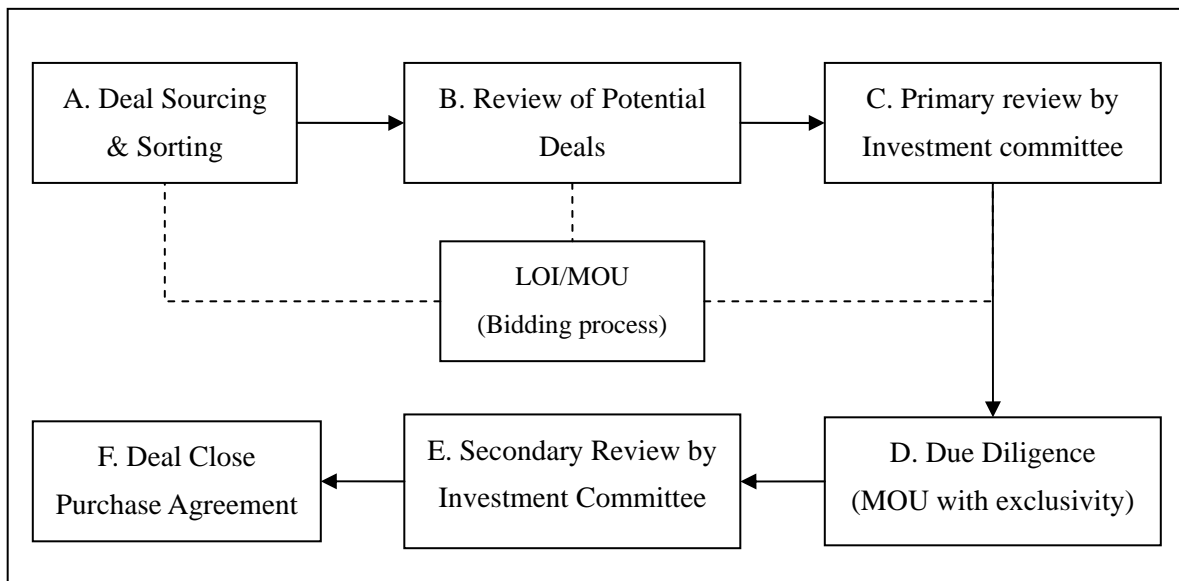 A. Deal Sourcing
& Sorting
B. Review of Potential
Deals
C. Primary review by
Investment committee
LOI/MOU
(Bidding process)
F. Deal Close
Purchase Agreement
E. Secondary Review by
Investment Committee
D. Due Diligence
(MOU with exclusivity)